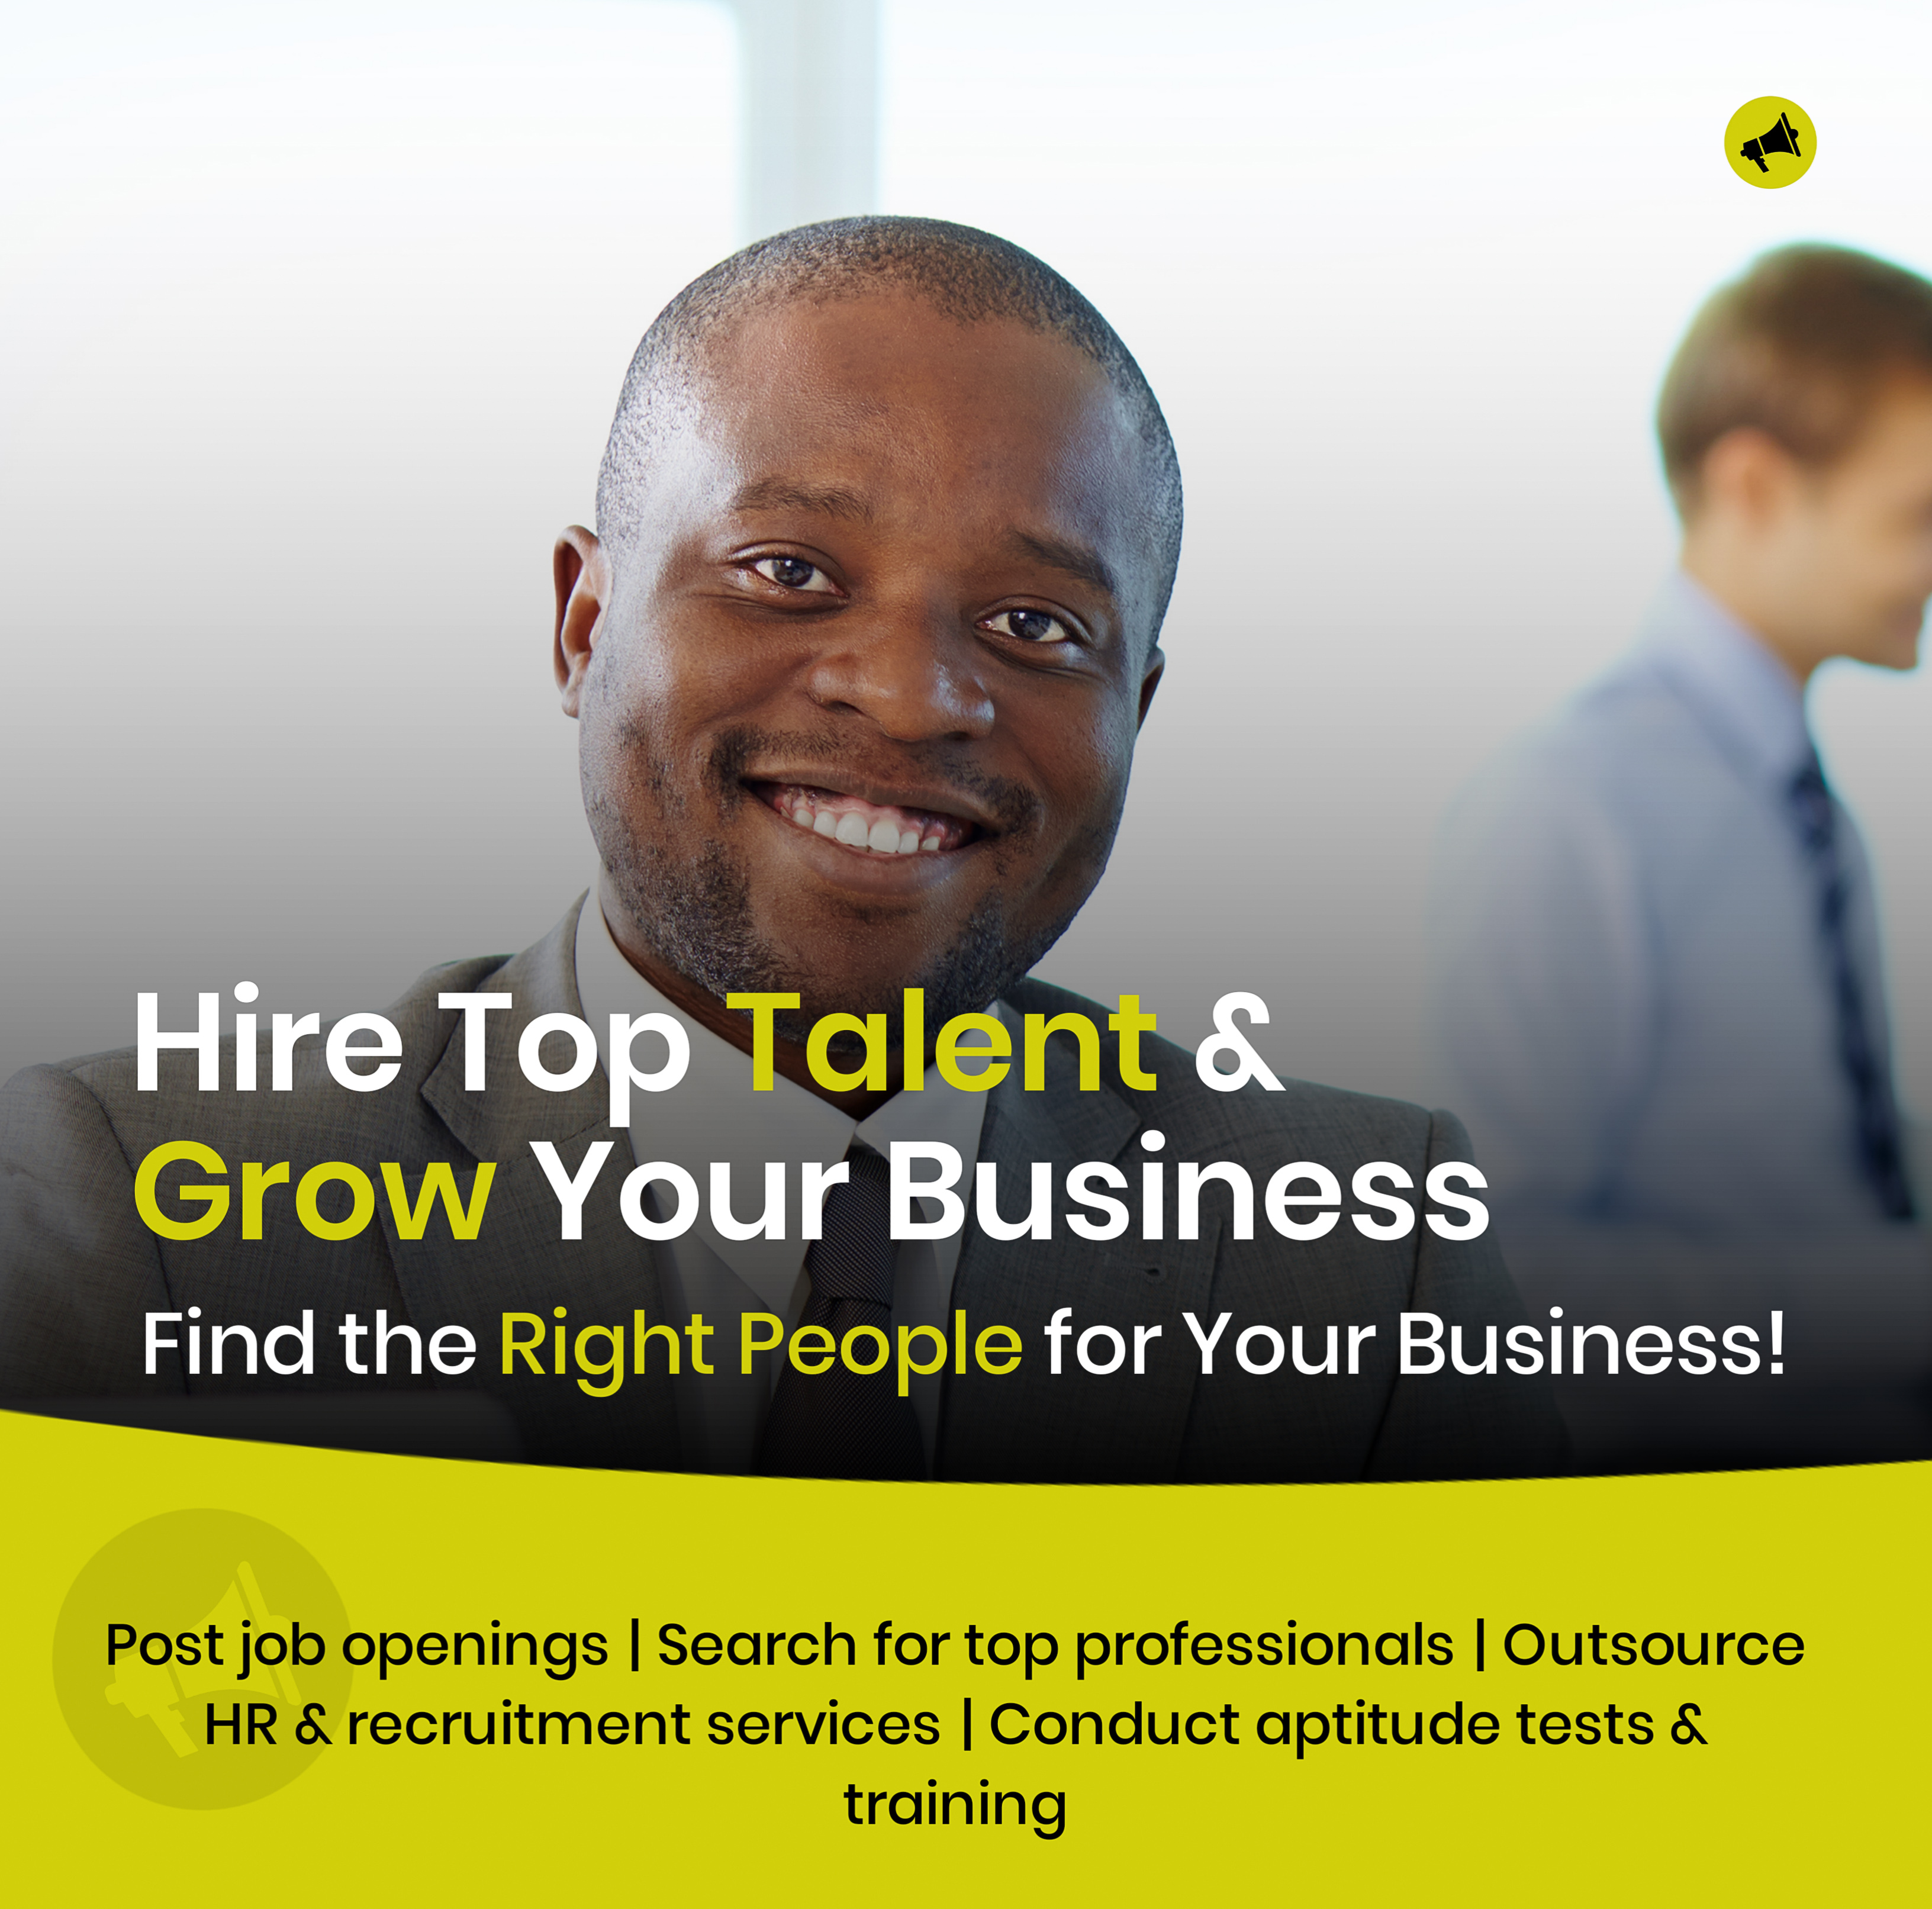 Hire Top Talent &
Grow Your Business
Find the Right People for Your Business!
Post job openings | Search for top professionals | Outsource
HR & recruitment services | Conduct aptitude tests &
training